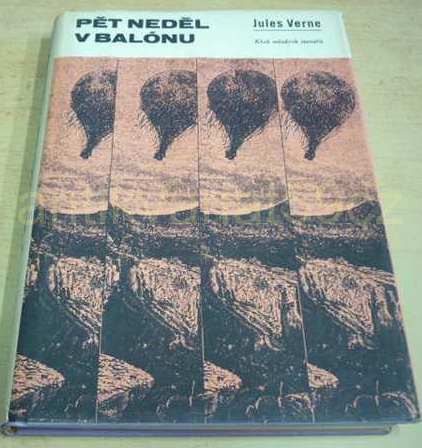 PĚT NEDĚL
V BALÓNU
Jules Verne
Klub mladých čtenářů